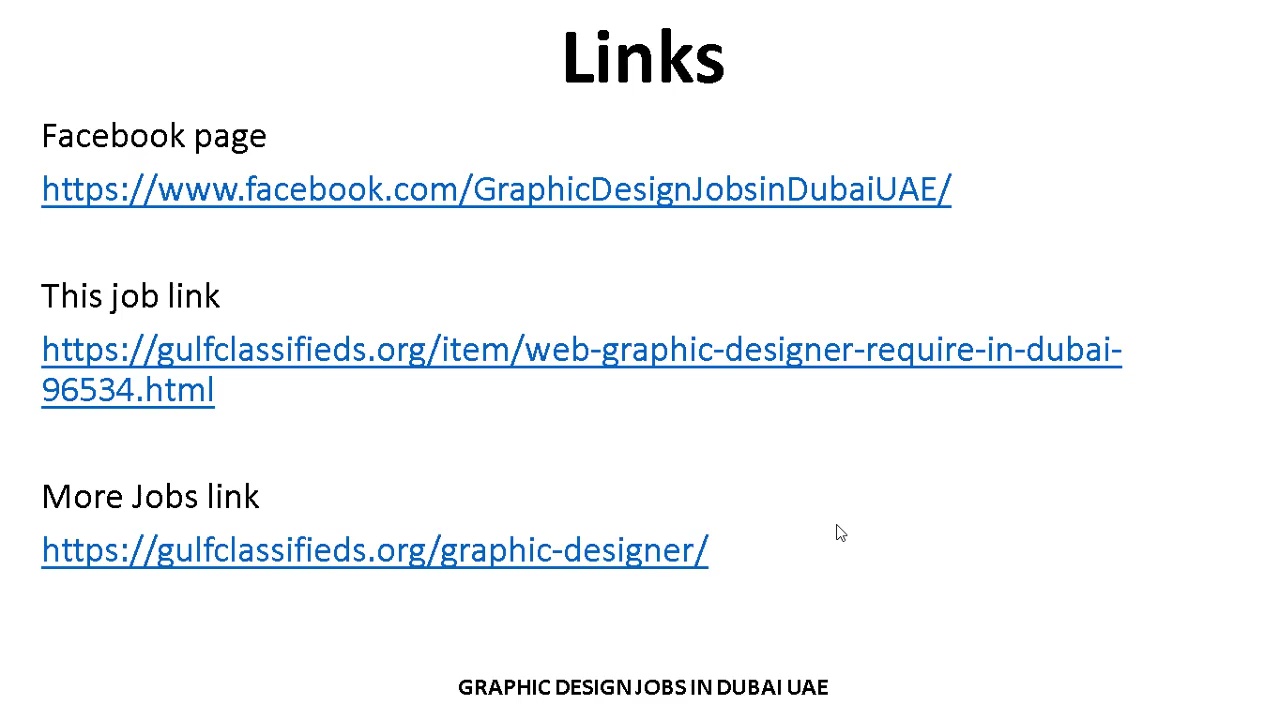 Links
Facebook page
https://www.facebook.com/GraphicDesignJobsinDubaiUAE/
This job link
https://gulfclassifieds.org/item/web-graphic-designer-require-in-dubai-
96534.html
More Jobs link
https://gulfclassifieds.org/graphic-designer/
GRAPHIC DESIGN JOBS IN DUBAI UAE